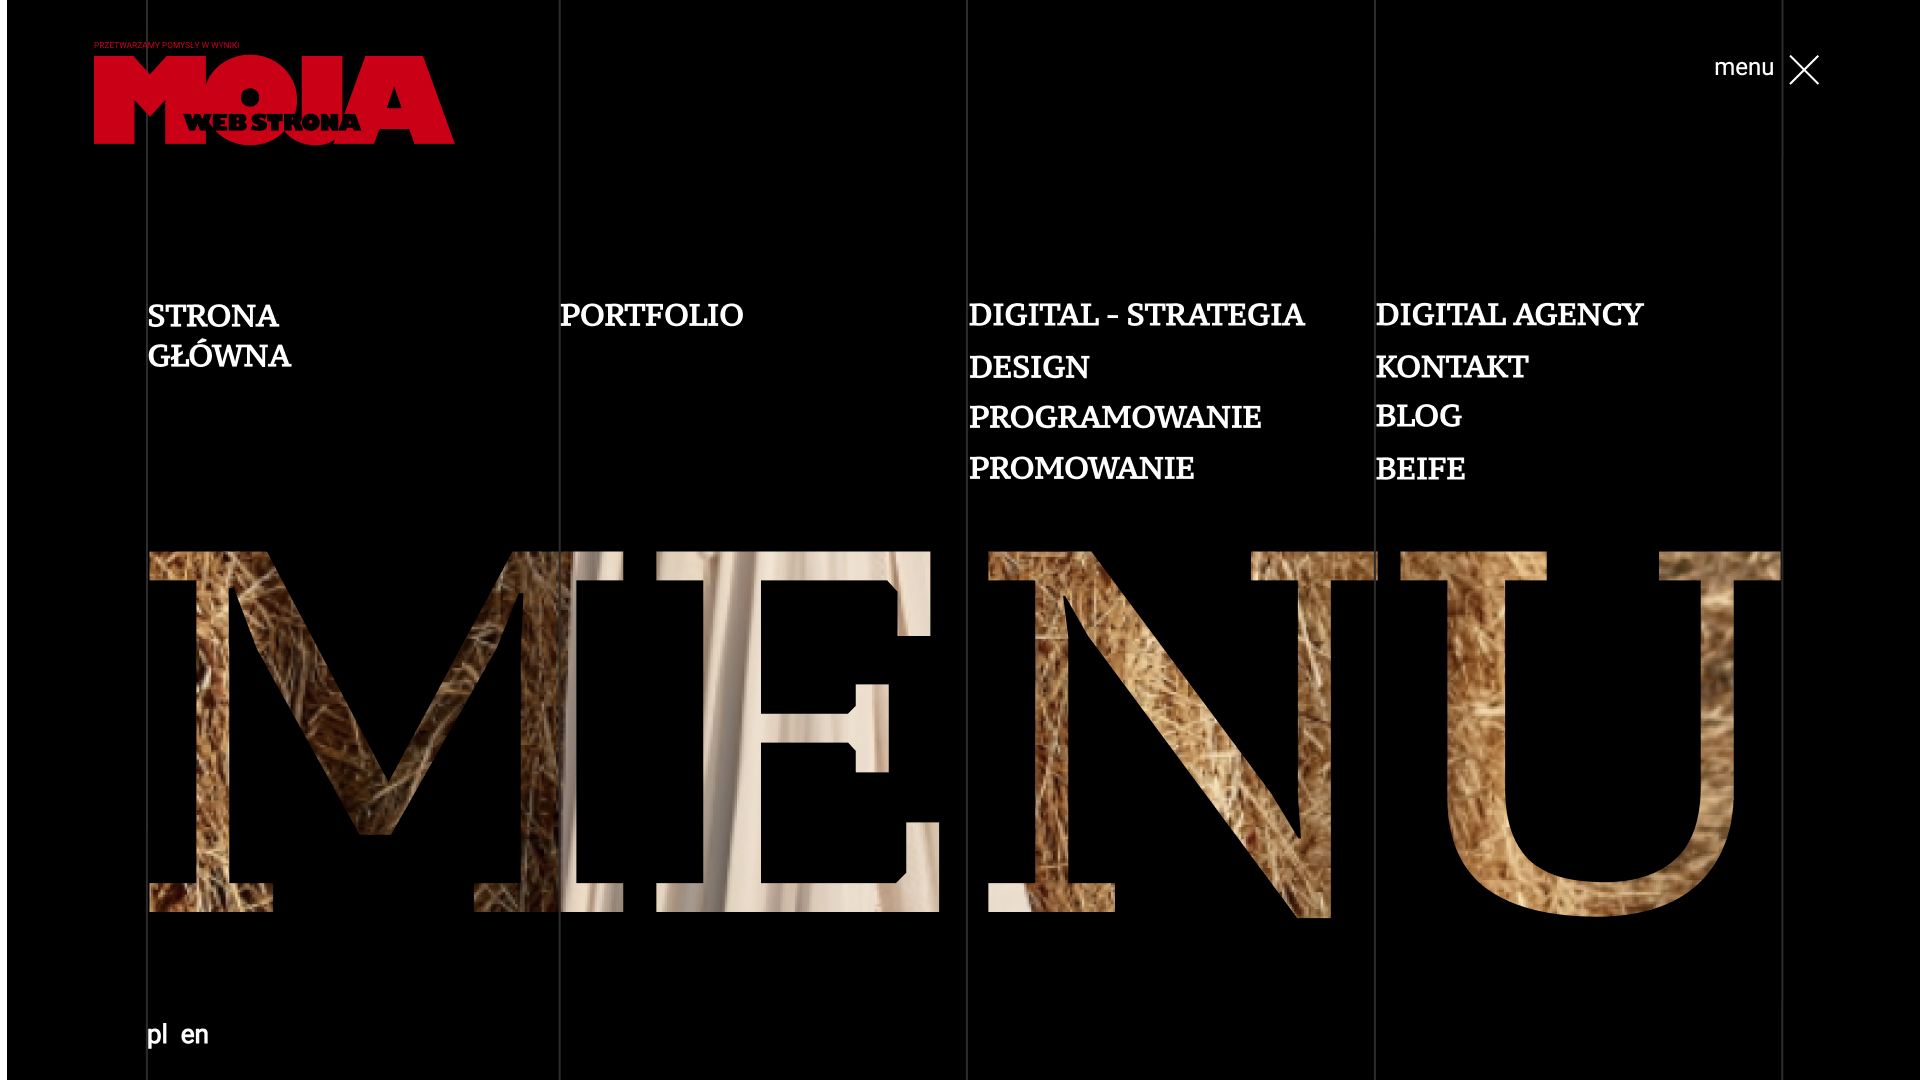 PRZETWARZAMY POMYSŁY W WYNIKI
MOJA
WEB STRONA
menu
STRONA
GŁÓWNA
PORTFOLIO
DIGITAL - STRATEGIA
DESIGN
PROGRAMOWANIE
PROMOWANIE
DIGITAL AGENCY
KONTAKT
BLOG
BEIFE
MENU
pl en